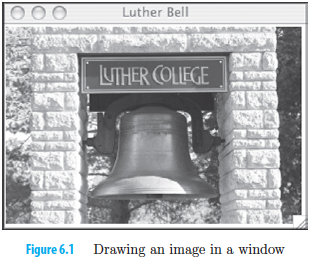 Luther Bell
LUTHER COLLEGE
Figure 6.1 Drawing an image in a window